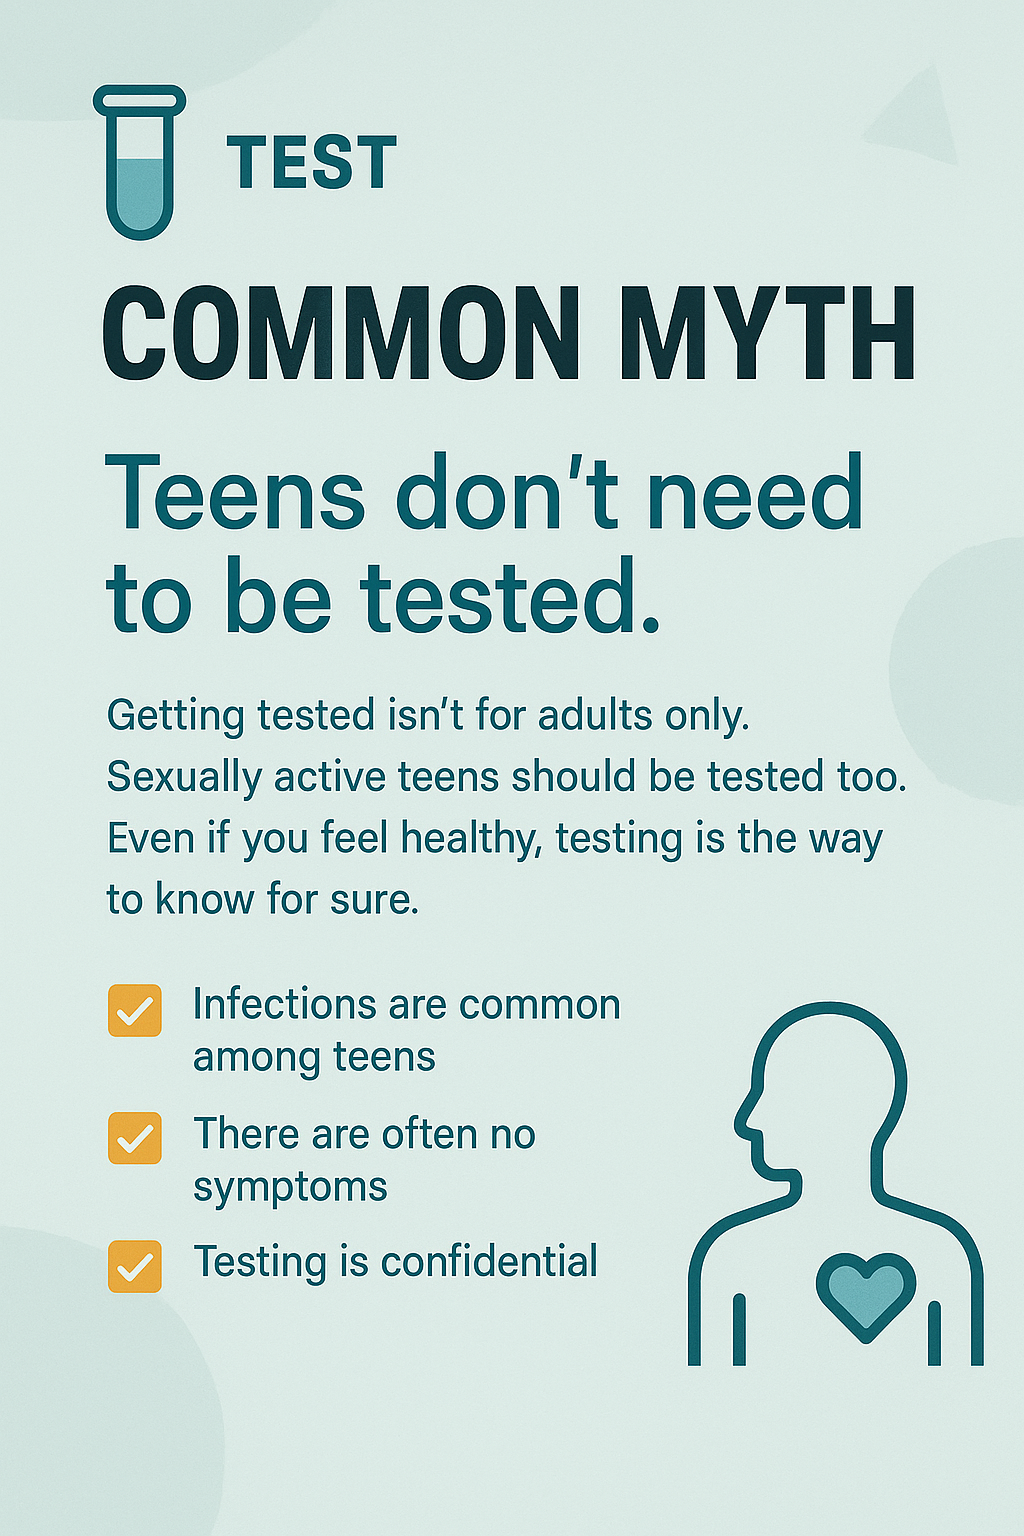 TEST
COMMON MYTH
Teens don’t need
to be tested.
Getting tested isn’t for adults only.
Sexually active teens should be tested too.
Even if you feel healthy, testing is the way
to know for sure.
Infections are common
among teens
There are often no
symptoms
Testing is confidential